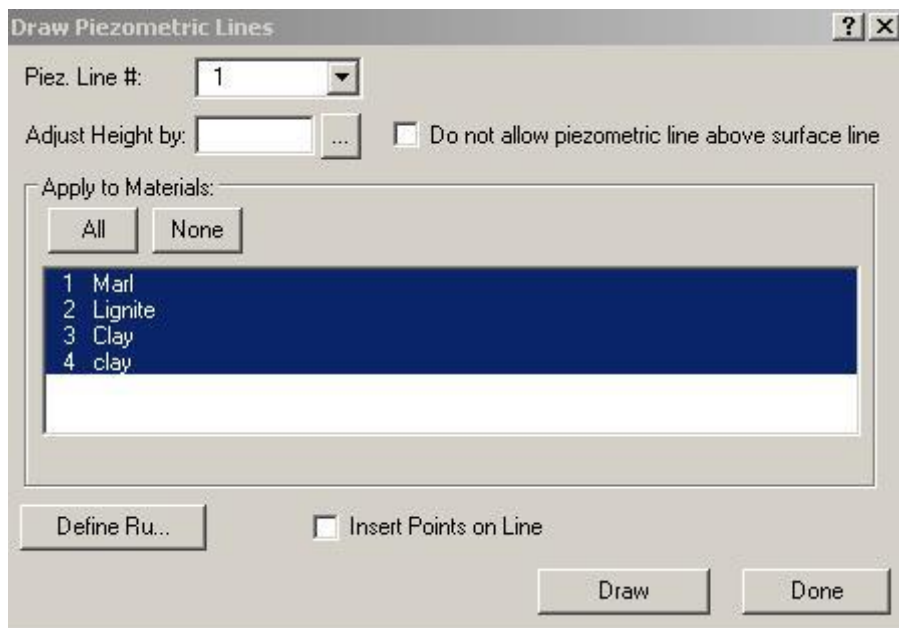 Draw Piezometric Lines ? X
Piez. Line #: 1
Adjust Height by: ... Do not allow piezometric line above surface line
Apply to Materials:
All None
1 Marl
2 Lignite
3 Clay
4 clay
Define Ru... Insert Points on Line
Draw Done